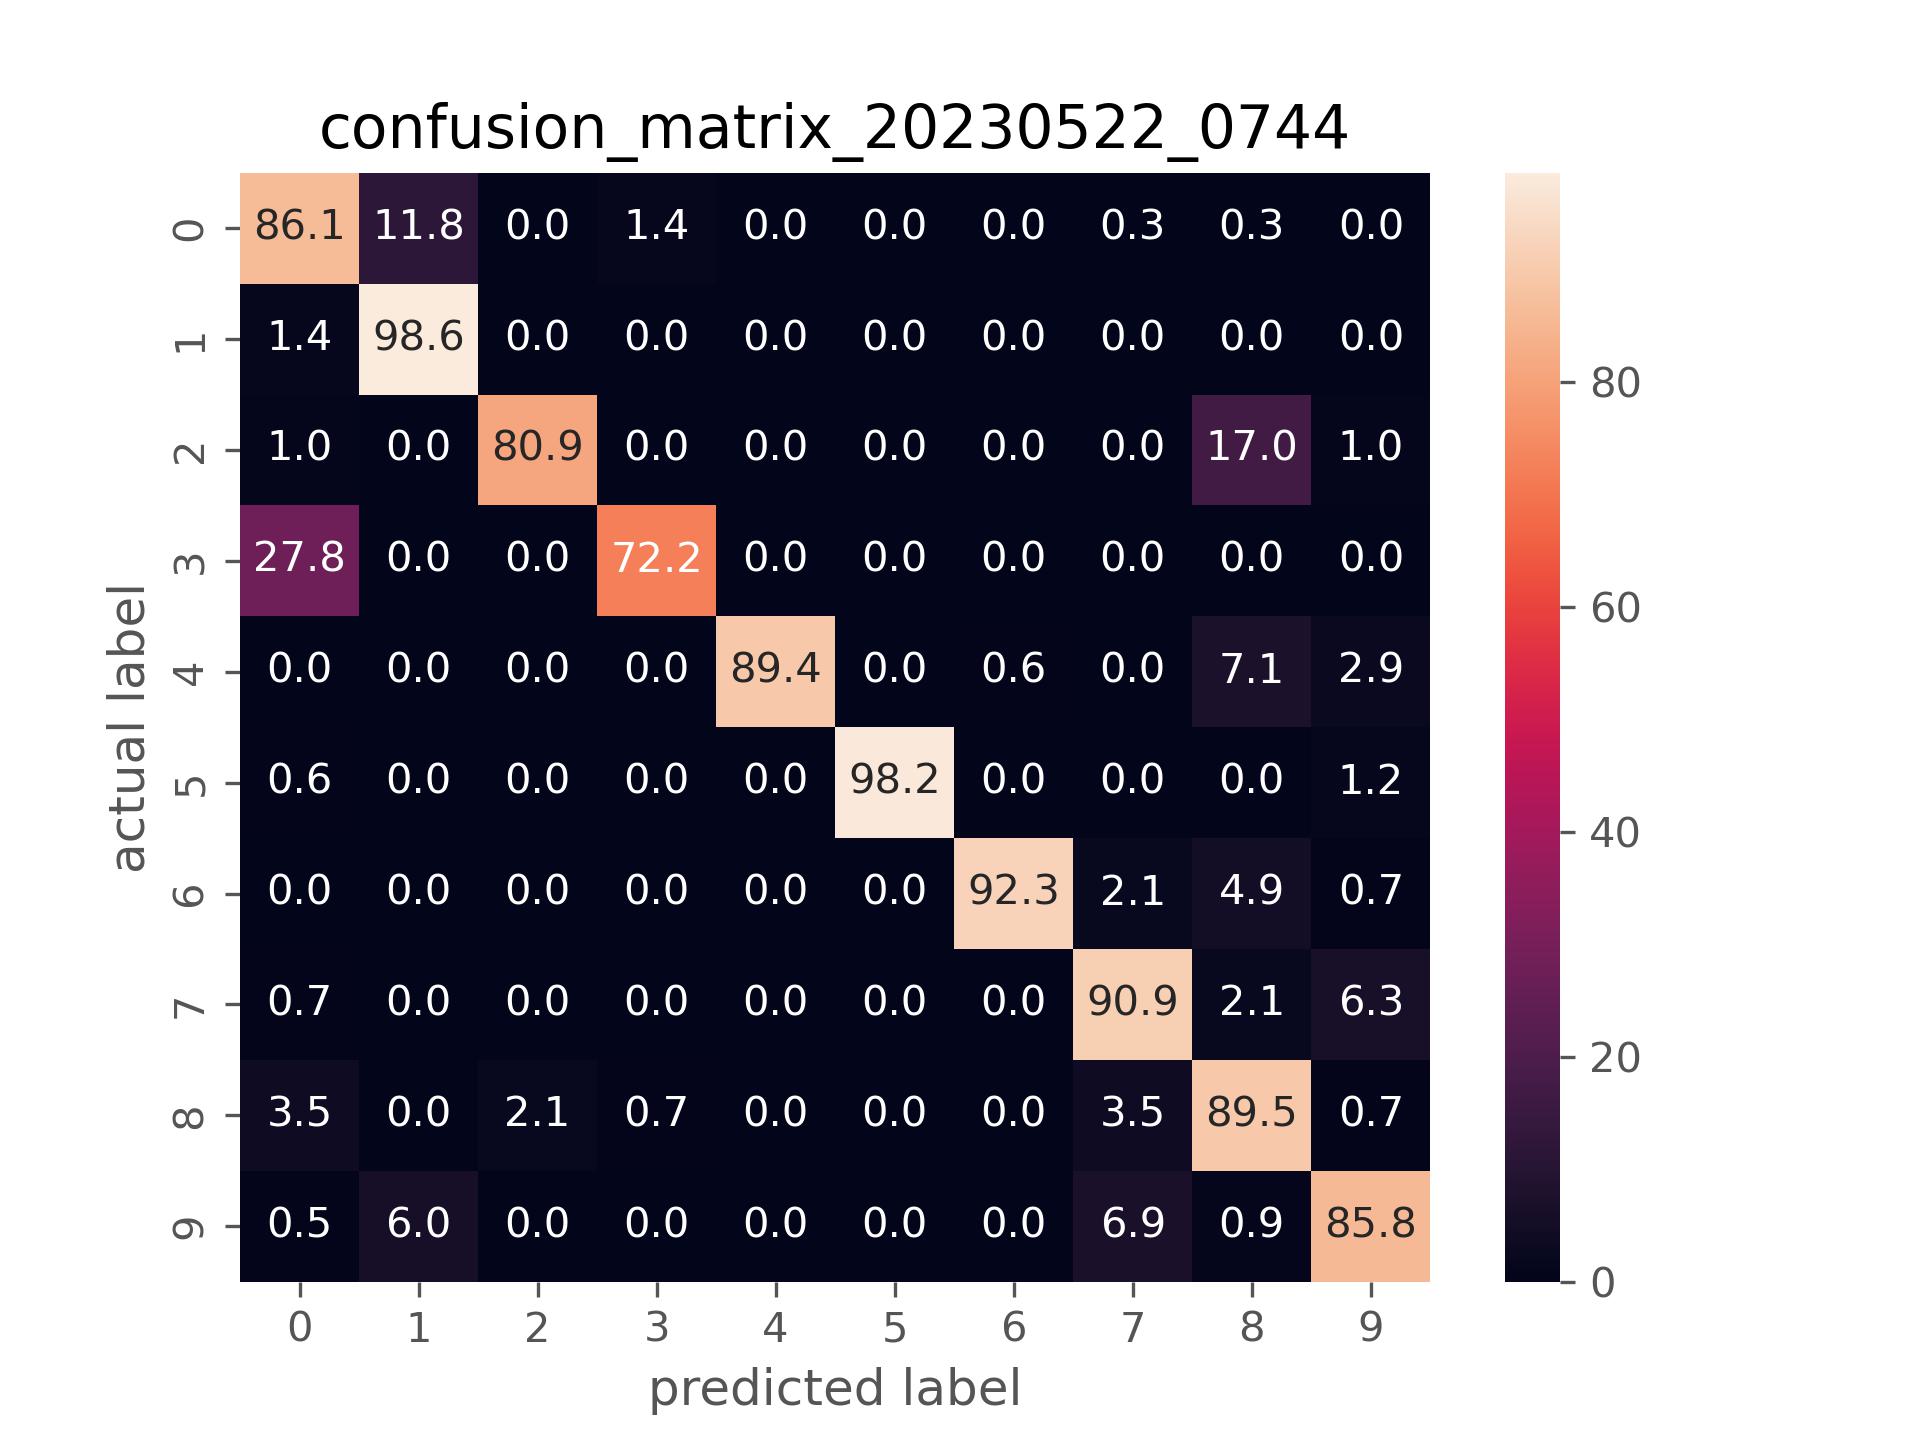 confusion_matrix_20230522_0744
0 86.1 11.8 0.0 1.4 0.0 0.0 0.0 0.3 0.3 0.0
1 1.4 98.6 0.0 0.0 0.0 0.0 0.0 0.0 0.0 0.0
80
2 1.0 0.0 80.9 0.0 0.0 0.0 0.0 0.0 17.0 1.0
3 27.8 0.0 0.0 72.2 0.0 0.0 0.0 0.0 0.0 0.0
60
4 0.0 0.0 0.0 0.0 89.4 0.0 0.6 0.0 7.1 2.9
actual label
5 0.6 0.0 0.0 0.0 0.0 98.2 0.0 0.0 0.0 1.2
40
6 0.0 0.0 0.0 0.0 0.0 0.0 92.3 2.1 4.9 0.7
7 0.7 0.0 0.0 0.0 0.0 0.0 0.0 90.9 2.1 6.3
20
8 3.5 0.0 2.1 0.7 0.0 0.0 0.0 3.5 89.5 0.7
9 0.5 6.0 0.0 0.0 0.0 0.0 0.0 6.9 0.9 85.8
0
0 1 2 3 4 5 6 7 8 9
predicted label